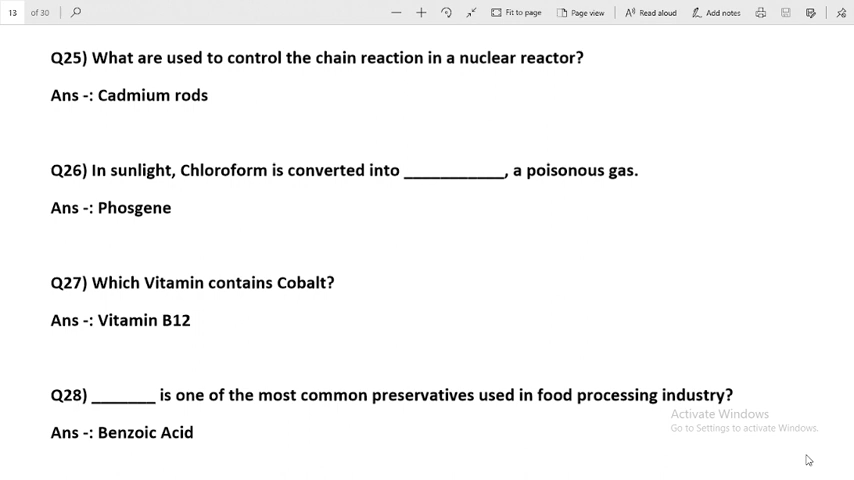 13 of 30 Fit to page Page view Read aloud Add notes
Q25) What are used to control the chain reaction in a nuclear reactor?
Ans -: Cadmium rods
Q26) In sunlight, Chloroform is converted into ____________, a poisonous gas.
Ans -: Phosgene
Q27) Which Vitamin contains Cobalt?
Ans -: Vitamin B12
Q28) _______ is one of the most common preservatives used in food processing industry?
Activate Windows
Go to Settings to activate Windows.
Ans -: Benzoic Acid